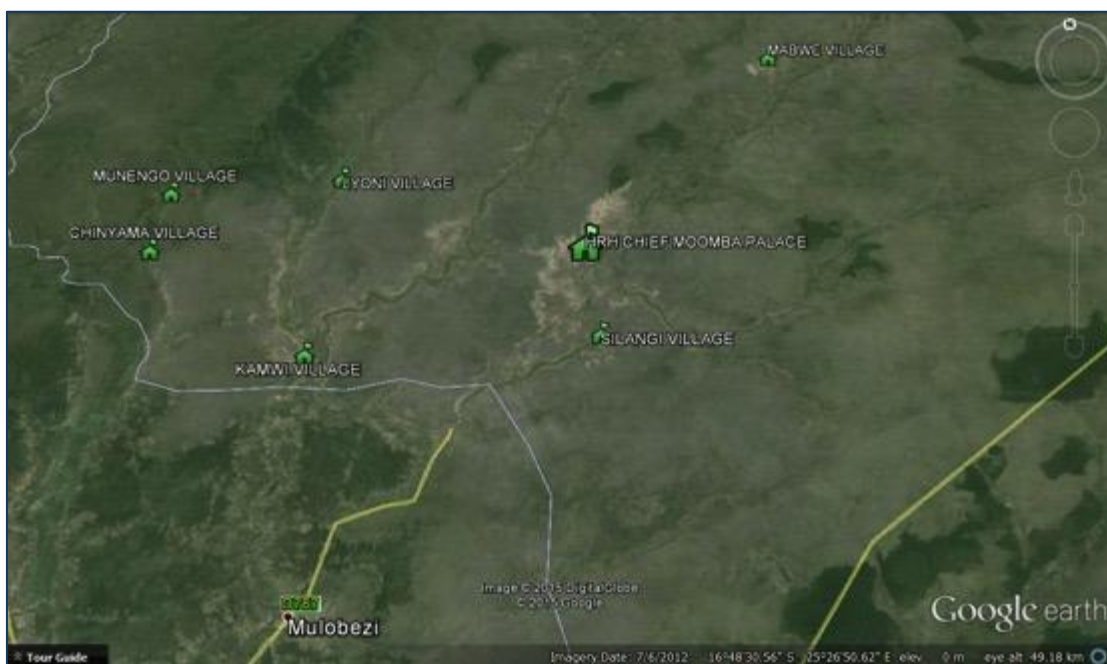 N
MABWE VILLAGE
MUNENGO VILLAGE
LYONI VILLAGE
CHINYAMA VILLAGE
HRH CHIEF MOOMBA PALACE
SILANGI VILLAGE
KAMWI VILLAGE
Image © 2015 DigitalGlobe
© 2015 Google
Google earth
Mulobezi
Tour Guide
Imagery Date: 7/6/2012 16°48'30.56" S 25°26'50.62" E elev 0 m eye alt 49.18 km